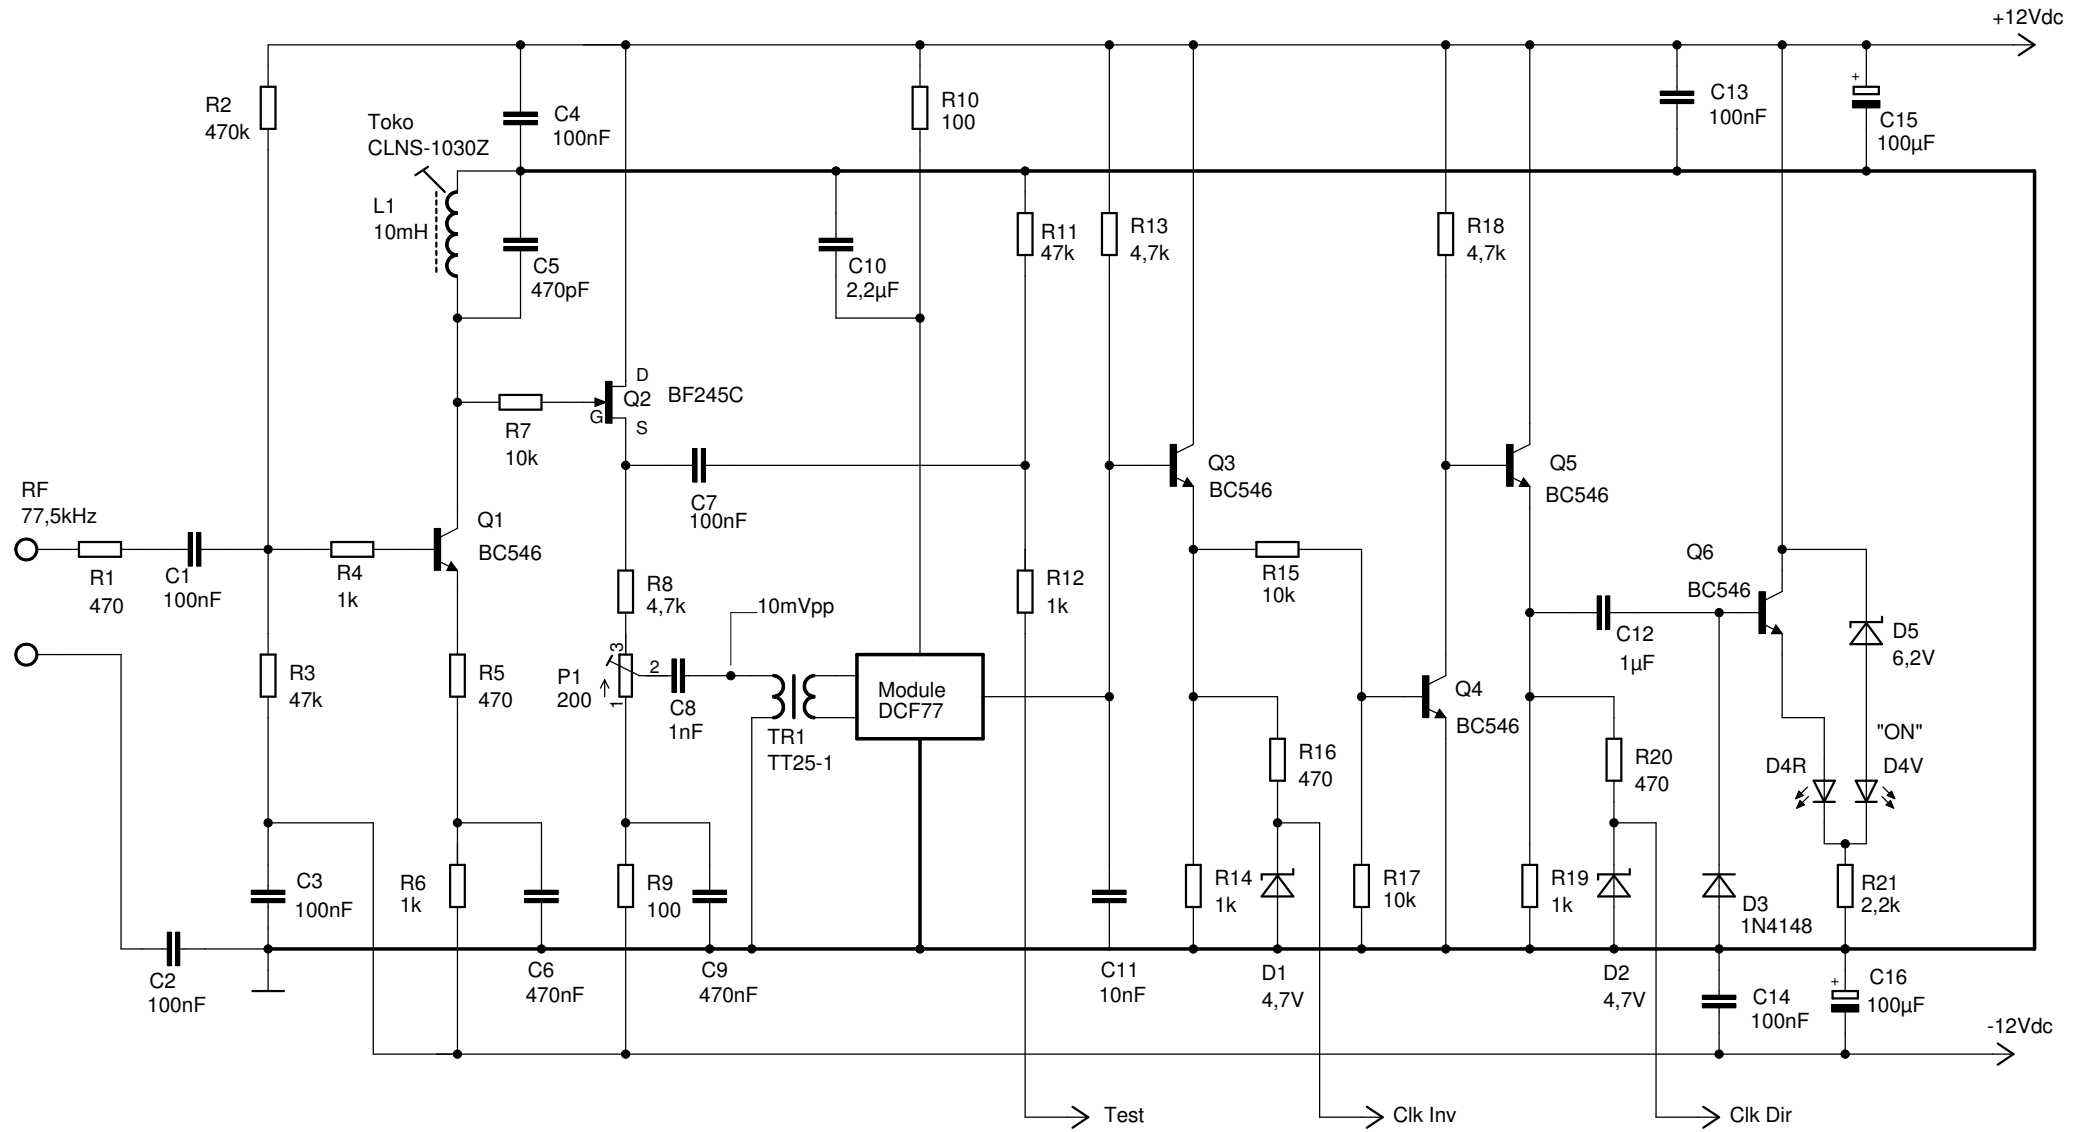 +12Vdc
R2
470k
Toko
CLNS-1030Z
C4
100nF
R10
100
C13
100nF
+
C15
100µF
L1
10mH
C5
470pF
C10
2,2µF
R11
47k
R13
4,7k
R18
4,7k
D
Q2
G
S
BF245C
R7
10k
C7
100nF
Q3
BC546
Q5
BC546
RF
77,5kHz
R1
470
C1
100nF
R4
1k
Q1
BC546
R8
4,7k
10mVpp
R12
1k
R15
10k
Q6
BC546
C12
1µF
D5
6,2V
R3
47k
R5
470
P1
200
3
2
1
C8
1nF
TR1
TT25-1
Module
DCF77
Q4
BC546
R16
470
R20
470
"ON"
D4R
D4V
C3
100nF
R6
1k
R9
100
R14
1k
R17
10k
R19
1k
D3
1N4148
R21
2,2k
C2
100nF
C6
470nF
C9
470nF
C11
10nF
D1
4,7V
D2
4,7V
C14
100nF
+
C16
100µF
-12Vdc
Test
Clk Inv
Clk Dir